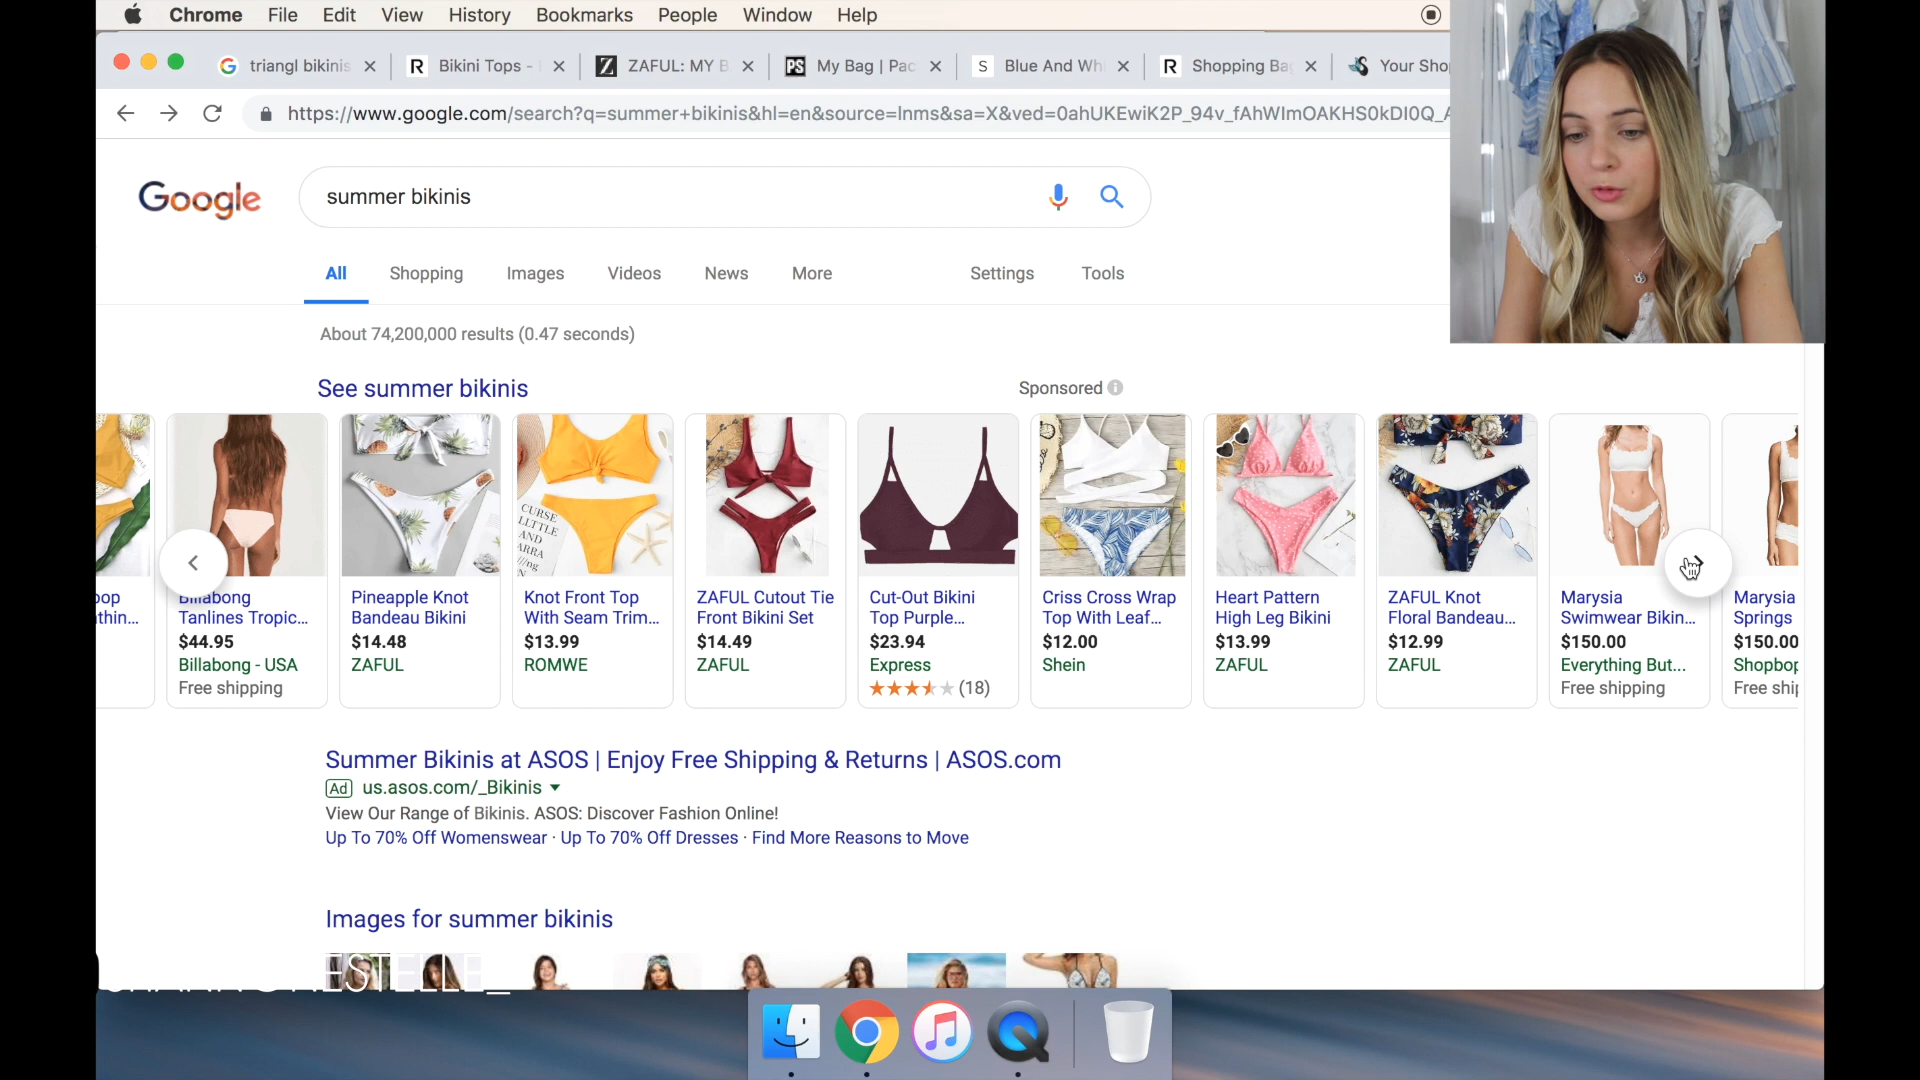 Chrome File Edit View History Bookmarks People Window Help
triangl bikinis
R Bikini Tops -
Z ZAFUL: MY B
PS My Bag | Pac
S Blue And Wh
R Shopping Ba
Your Sho
https://www.google.com/search?q=summer+bikinis&hl=en&source=lnms&sa=X&ved=0ahUKEwiK2P_94v_fAhWImOAKHS0kDI0Q_A
Google
summer bikinis
All Shopping Images Videos News More Settings Tools
About 74,200,000 results (0.47 seconds)
See summer bikinis
Sponsored
CURSE
LITTLE
AND
Billabong
Tanlines Tropic...
$44.95
Billabong - USA
Free shipping
Pineapple Knot
Bandeau Bikini
$14.48
ZAFUL
Knot Front Top
With Seam Trim...
$13.99
ROMWE
ZAFUL Cutout Tie
Front Bikini Set
$14.49
ZAFUL
Cut-Out Bikini
Top Purple...
$23.94
Express
(18)
Criss Cross Wrap
Top With Leaf...
$12.00
Shein
Heart Pattern
High Leg Bikini
$13.99
ZAFUL
ZAFUL Knot
Floral Bandeau...
$12.99
ZAFUL
Marysia
Swimwear Bikin...
$150.00
Everything But...
Free shipping
Marysia
Springs
$150.00
Shopbop
Free ship
Summer Bikinis at ASOS | Enjoy Free Shipping & Returns | ASOS.com
Ad us.asos.com/_Bikinis
View Our Range of Bikinis. ASOS: Discover Fashion Online!
Up To 70% Off Womenswear · Up To 70% Off Dresses · Find More Reasons to Move
Images for summer bikinis